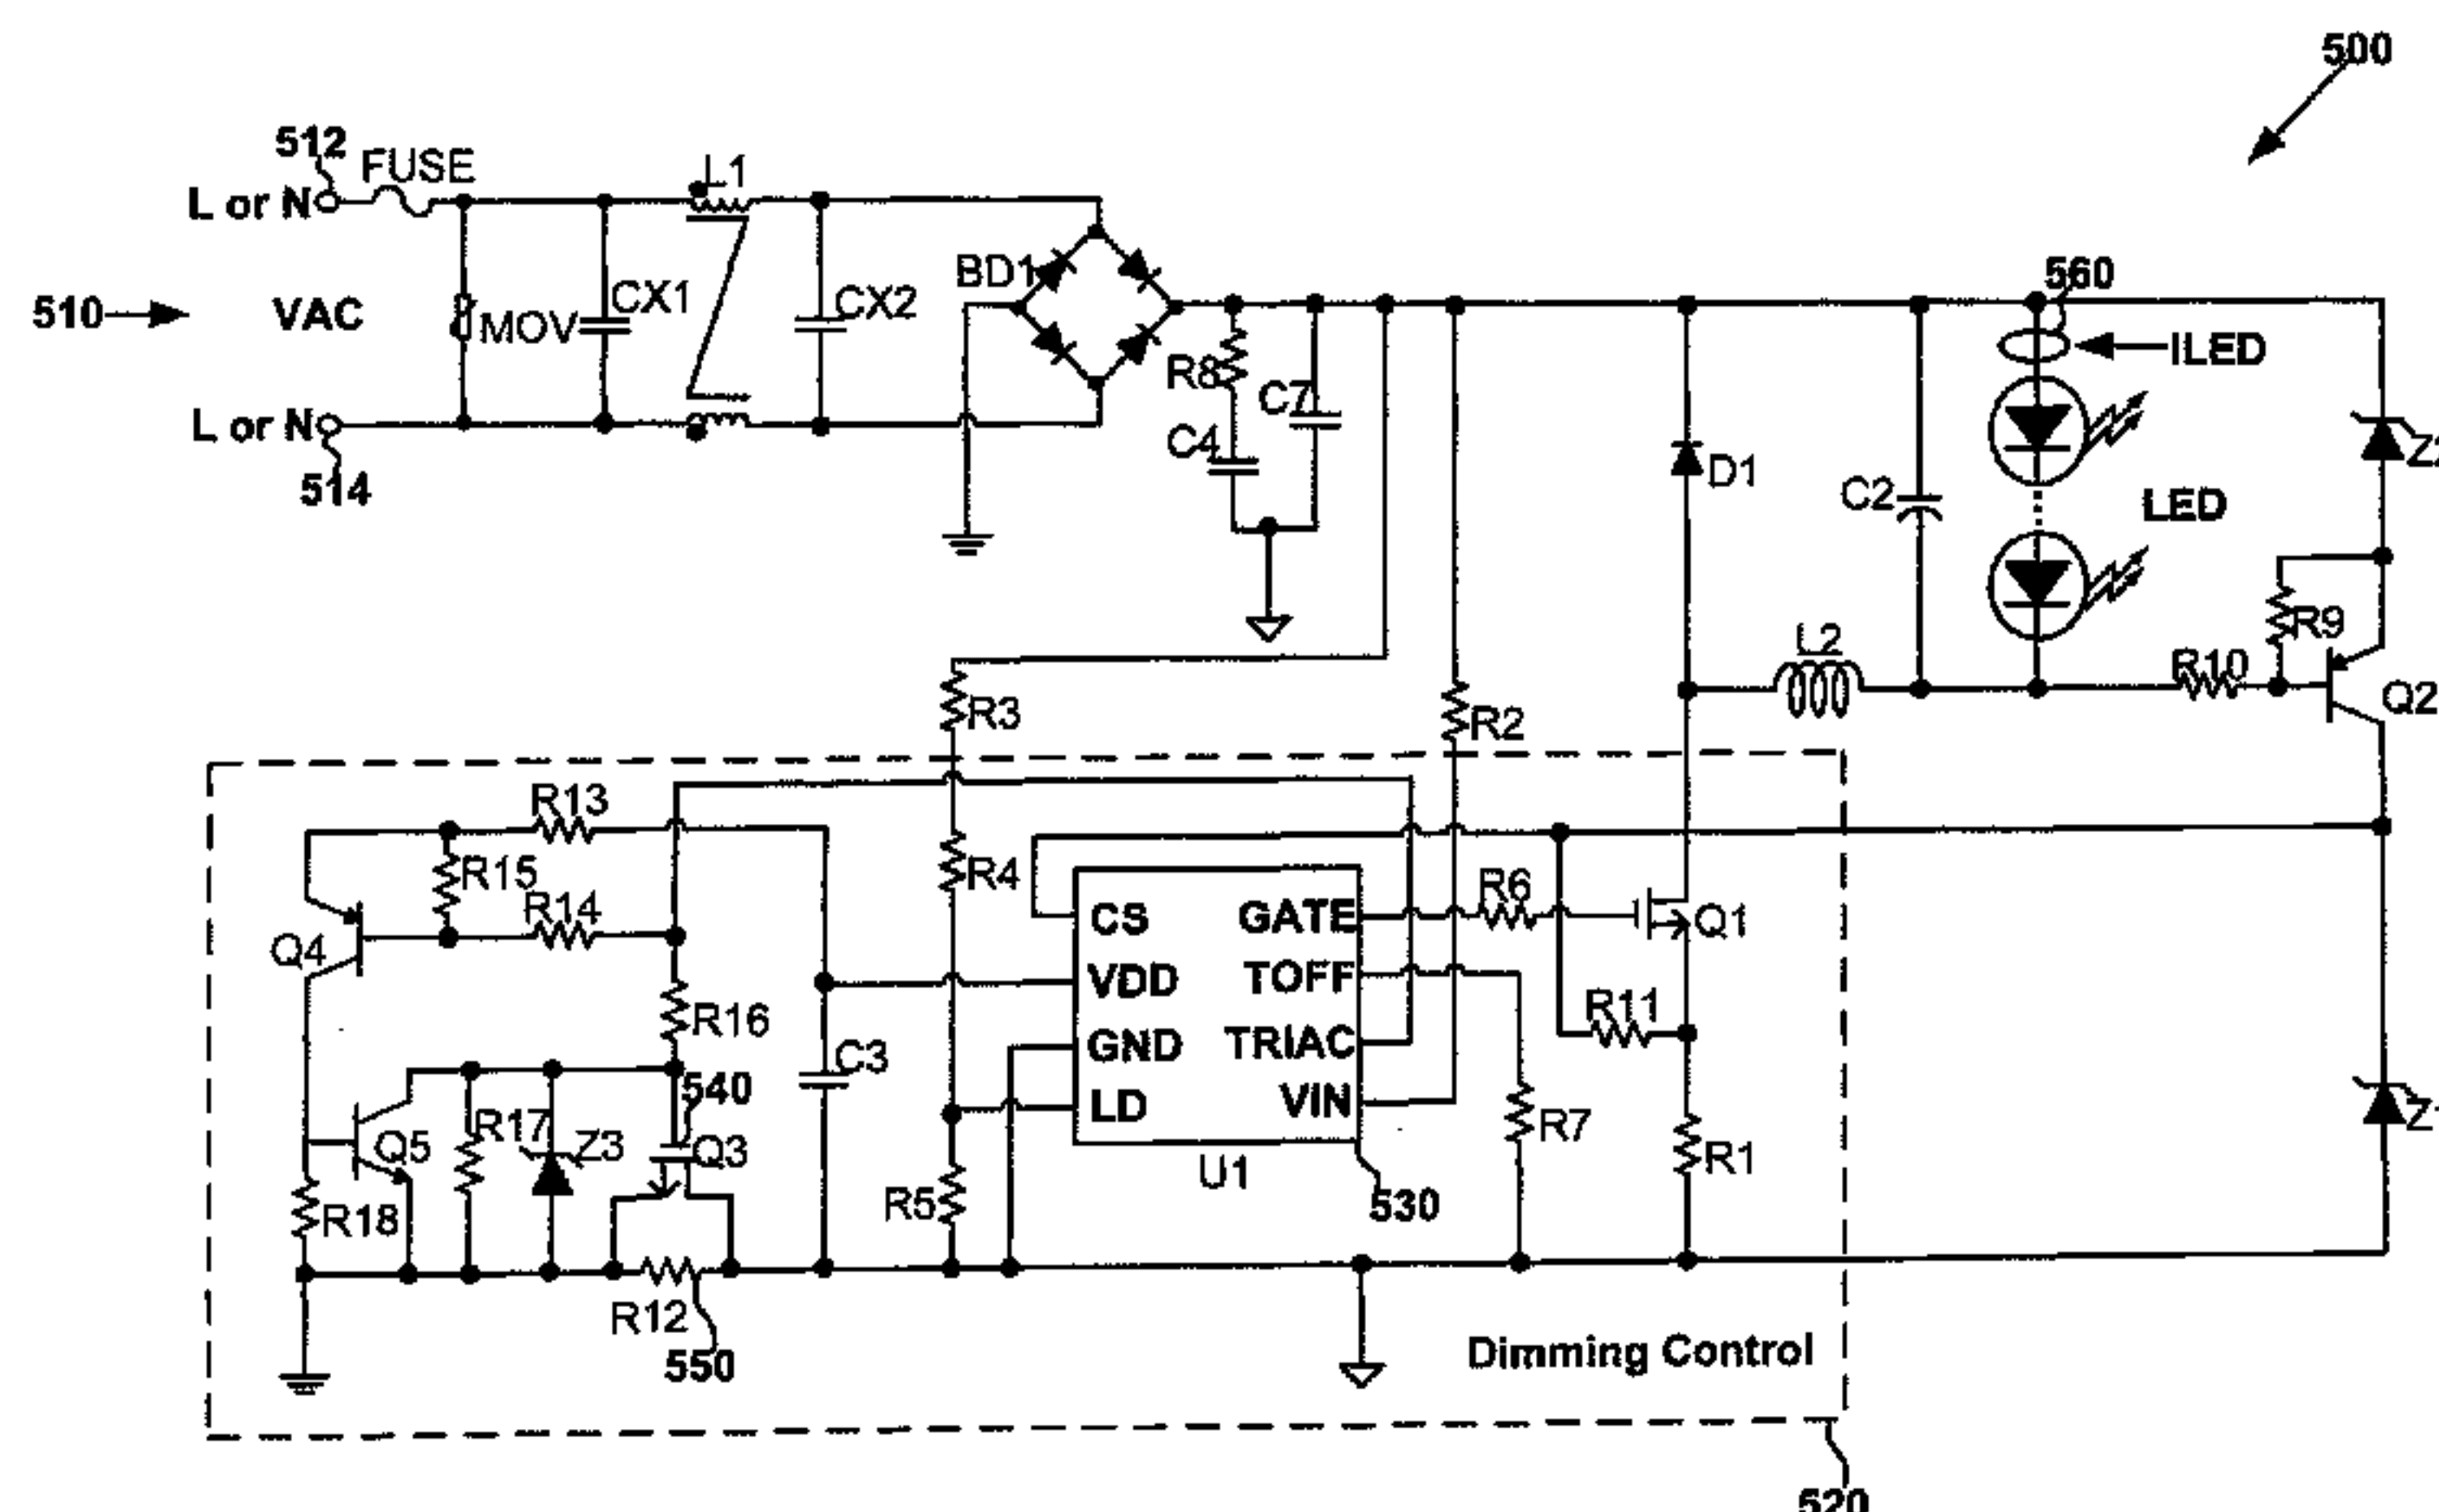 500
512
FUSE
L1
L or N
510
VAC
MOV
CX1
CX2
BD1
560
ILED
R8
C7
C4
D1
C2
LED
L or N
514
R9
L2
R10
Q2
R3
R2
R13
R4
R15
R14
R6
Q4
CS
GATE
Q1
VDD
TOFF
R16
R11
GND
TRIAC
C3
540
LD
VIN
R17
Q5
Z3
Q3
R7
R1
Z1
U1
R5
530
R18
R12
550
Dimming Control
520